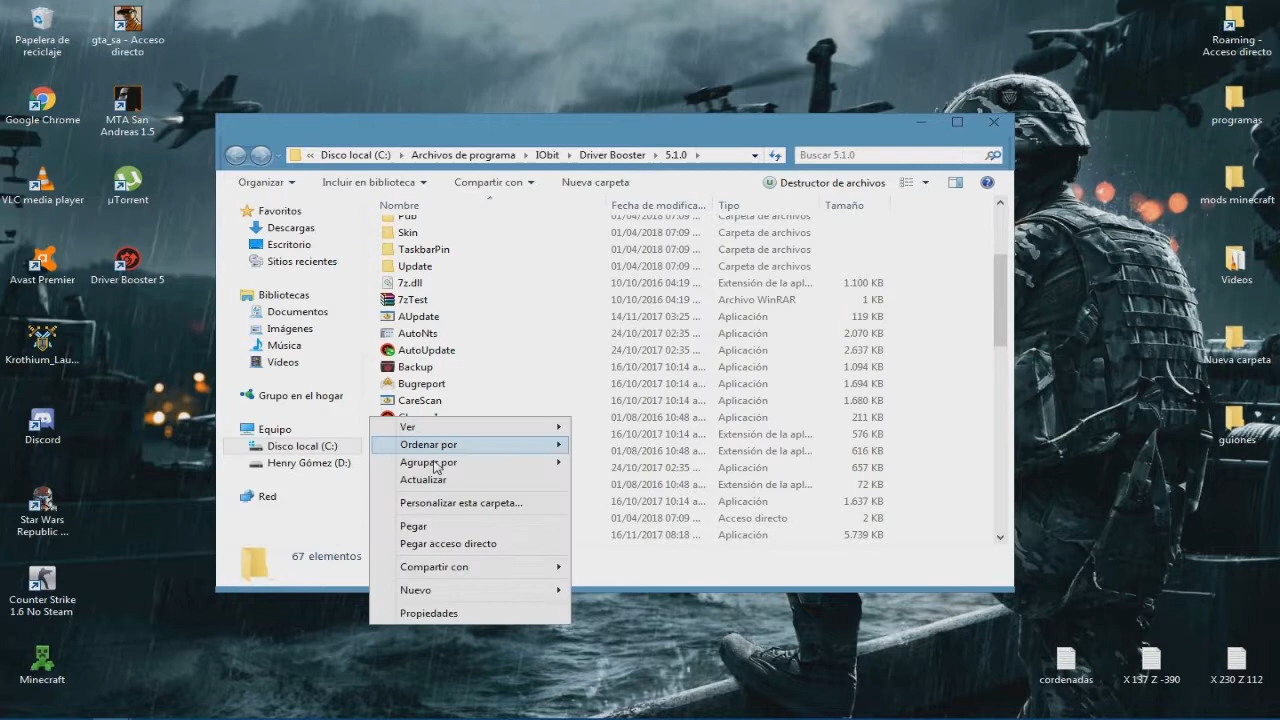 Papelera de
reciclaje
gta_sa - Acceso
directo
Google Chrome
MTA San
Andreas 1.5
VLC media player
µTorrent
Avast Premier
Driver Booster 5
Krothium_Lau...
Discord
Star Wars
Republic ...
Counter Strike
1.6 No Steam
Minecraft
Roaming -
Acceso directo
programas
mods minecraft
Videos
Nueva carpeta
guiones
cordenadas
X 137 Z -390
X 230 Z 112
« Disco local (C:) Archivos de programa IObit Driver Booster 5.1.0
Buscar 5.1.0
Organizar
Incluir en biblioteca
Compartir con
Nueva carpeta
Destructor de archivos
Favoritos
Descargas
Escritorio
Sitios recientes
Bibliotecas
Documentos
Imágenes
Música
Vídeos
Grupo en el hogar
Equipo
Disco local (C:)
Henry Gómez (D:)
Red
67 elementos
Nombre Fecha de modifica... Tipo Tamaño
Pub 01/04/2018 07:09 ... Carpeta de archivos
Skin 01/04/2018 07:09 ... Carpeta de archivos
TaskbarPin 01/04/2018 07:09 ... Carpeta de archivos
Update 01/04/2018 07:09 ... Carpeta de archivos
7z.dll 10/10/2016 04:19 ... Extensión de la apl... 1.100 KB
7zTest 10/10/2016 04:19 ... Archivo WinRAR 1 KB
AUpdate 14/11/2017 03:25 ... Aplicación 119 KB
AutoNts 24/10/2017 02:35 ... Aplicación 2.070 KB
AutoUpdate 24/10/2017 02:35 ... Aplicación 2.637 KB
Backup 16/10/2017 10:14 a... Aplicación 1.094 KB
Bugreport 16/10/2017 10:14 a... Aplicación 1.694 KB
CareScan 16/10/2017 10:14 a... Aplicación 1.680 KB
01/08/2016 10:48 a... Aplicación 211 KB
16/10/2017 10:14 a... Extensión de la apl... 576 KB
01/08/2016 10:48 a... Extensión de la apl... 616 KB
24/10/2017 02:35 ... Aplicación 657 KB
01/08/2016 10:48 a... Extensión de la apl... 72 KB
16/10/2017 10:14 a... Aplicación 1.637 KB
01/04/2018 07:09 ... Acceso directo 2 KB
16/11/2017 08:18 ... Aplicación 5.739 KB
Ver
Ordenar por
Agrupar por
Actualizar
Personalizar esta carpeta...
Pegar
Pegar acceso directo
Compartir con
Nuevo
Propiedades